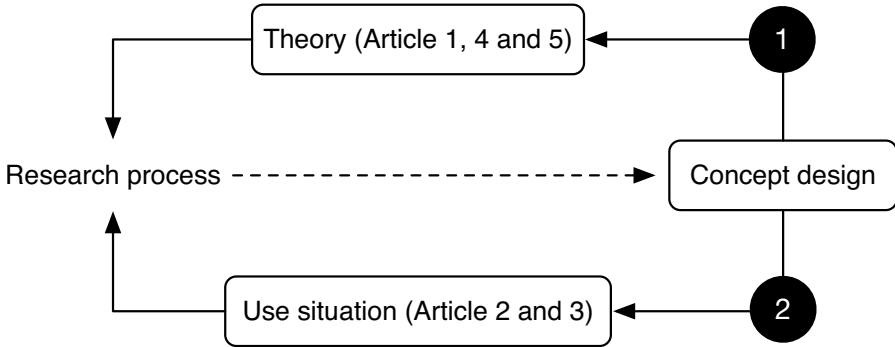 Theory (Article 1, 4 and 5)
1
Research process
Concept design
Use situation (Article 2 and 3)
2